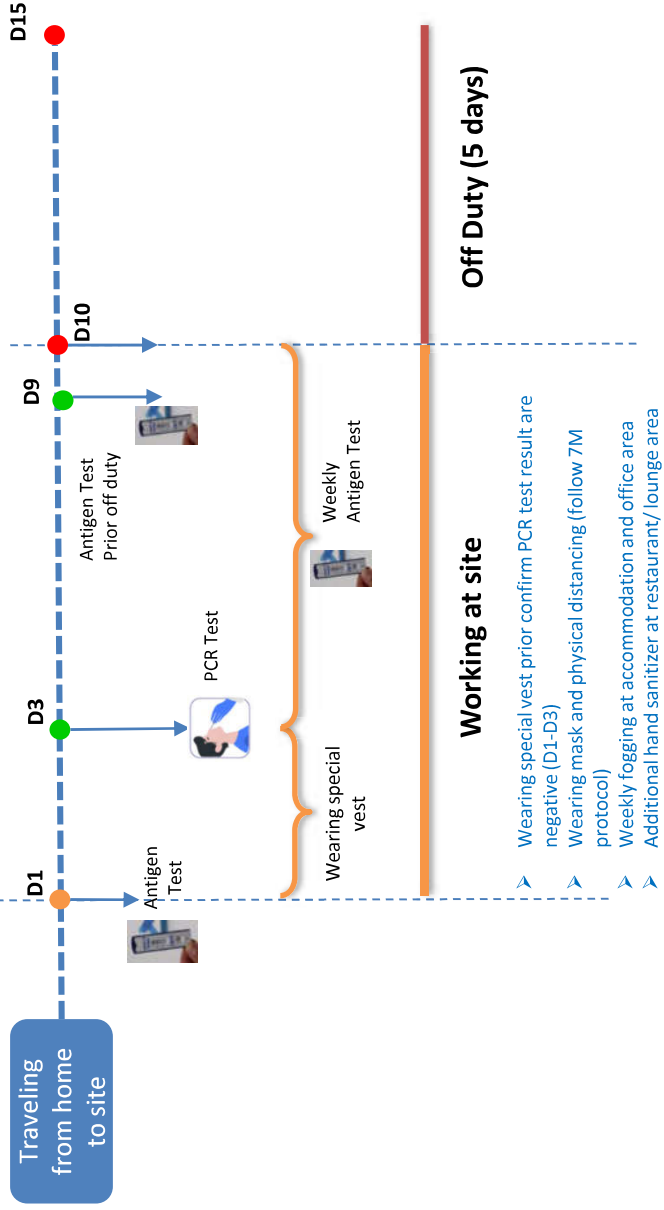 Traveling
from home
to site
D1
D3
D9
D10
D15
Antigen
Test
PCR Test
Antigen Test
Prior off duty
Wearing special
vest
Weekly
Antigen Test
Working at site
Off Duty (5 days)
➢ Wearing special vest prior confirm PCR test result are
negative (D1-D3)
➢ Wearing mask and physical distancing (follow 7M
protocol)
➢ Weekly fogging at accommodation and office area
➢ Additional hand sanitizer at restaurant/ lounge area